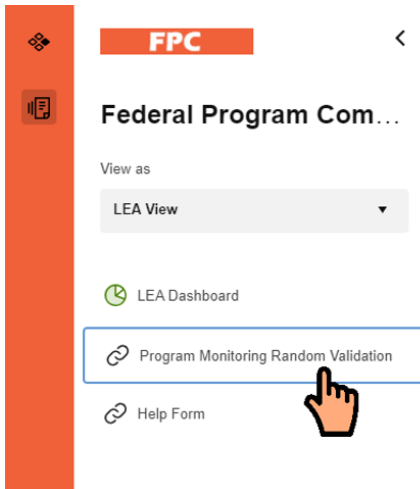 FPC
Federal Program Com...
View as
LEA View
LEA Dashboard
Program Monitoring Random Validation
Help Form